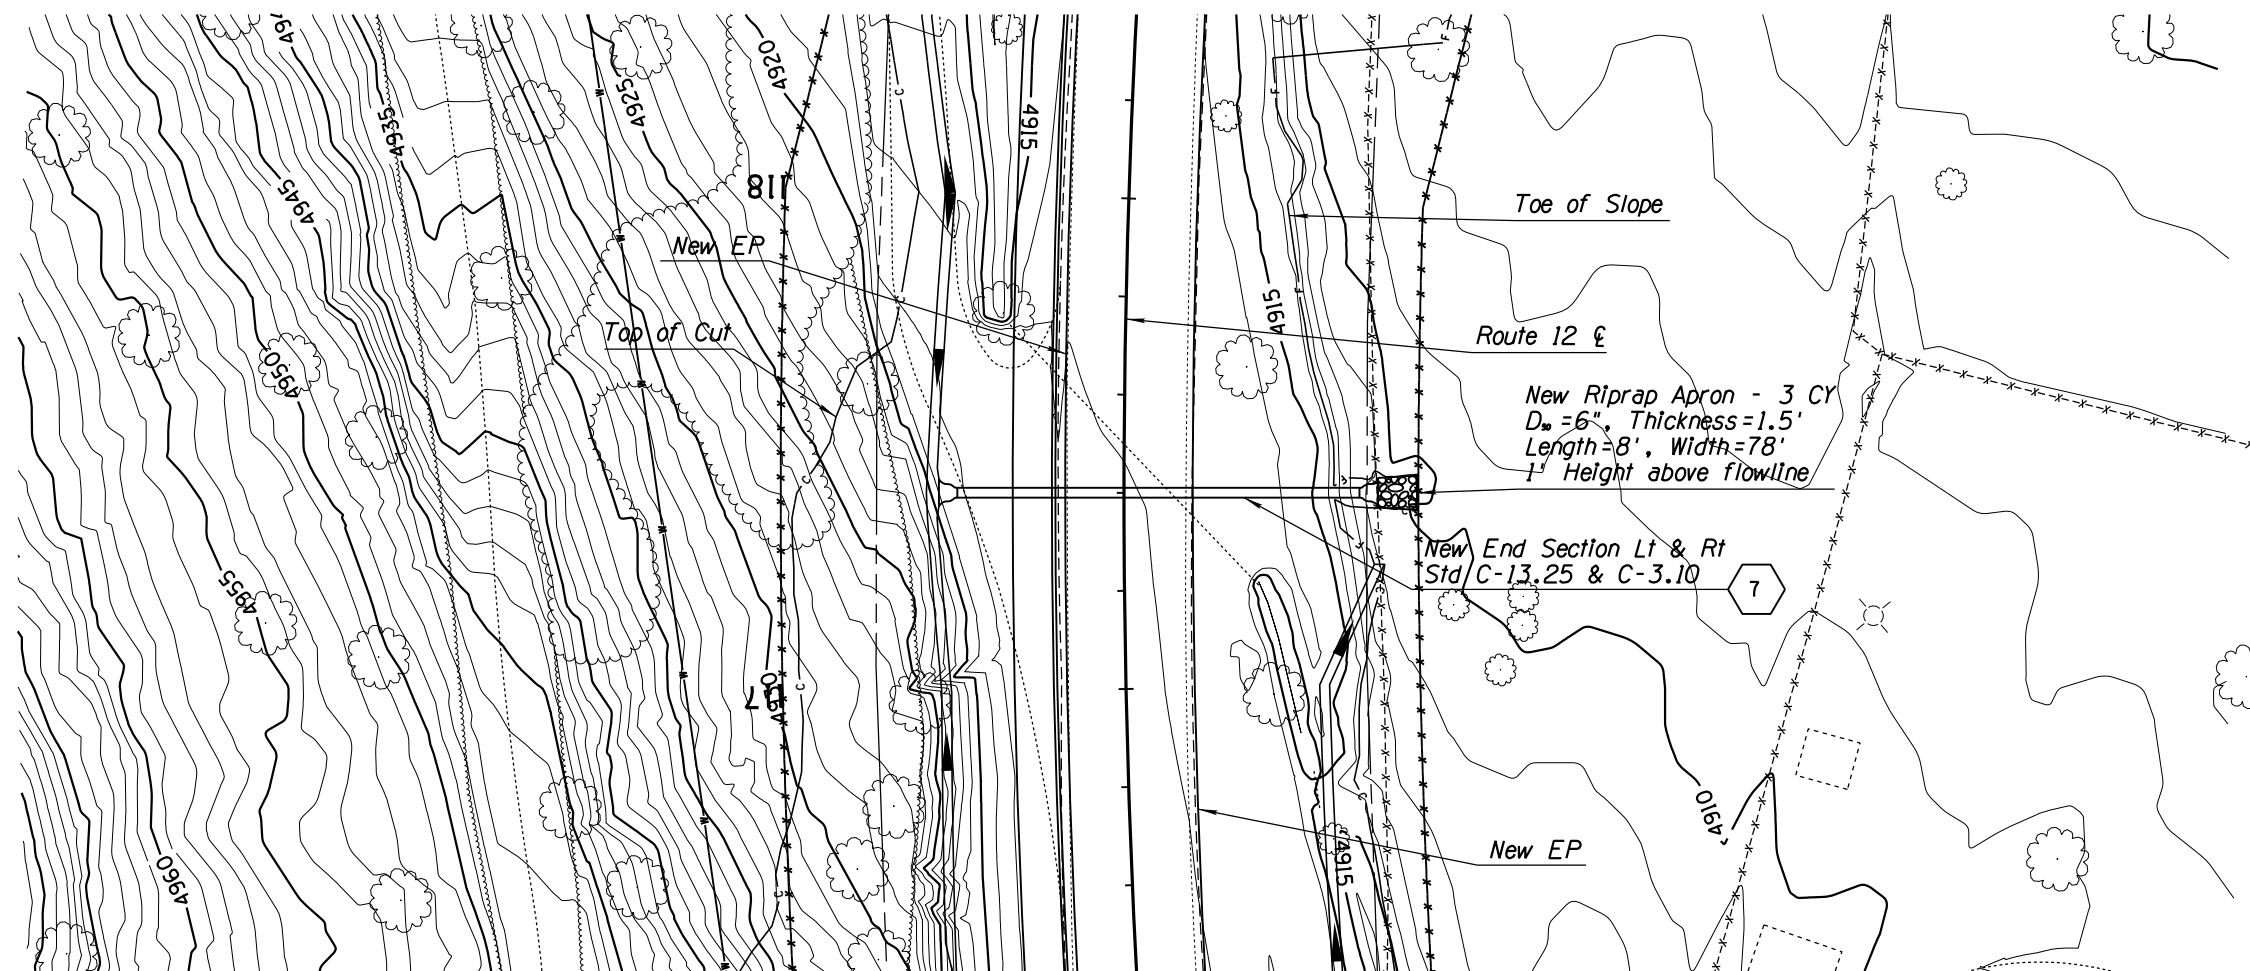 4920
4925
4935
4945
4915
118
New EP
Toe of Slope
4915
Top of Cut
Route 12 ℄
4950
New Riprap Apron - 3 CY
D₅₀=6", Thickness=1.5'
Length=8', Width=78'
1' Height above flowline
New End Section Lt & Rt
Std C-13.25 & C-3.10
7
4955
117
4910
New EP
4915
4960